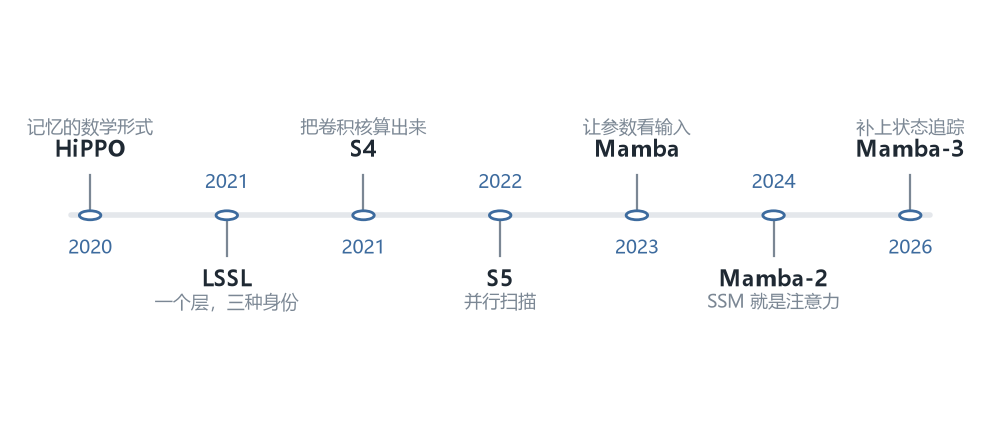 记忆的数学形式
HiPPO
2020
2021
LSSL
一个层，三种身份
把卷积核算出来
S4
2021
2022
S5
并行扫描
让参数看输入
Mamba
2023
2024
Mamba-2
SSM 就是注意力
补上状态追踪
Mamba-3
2026